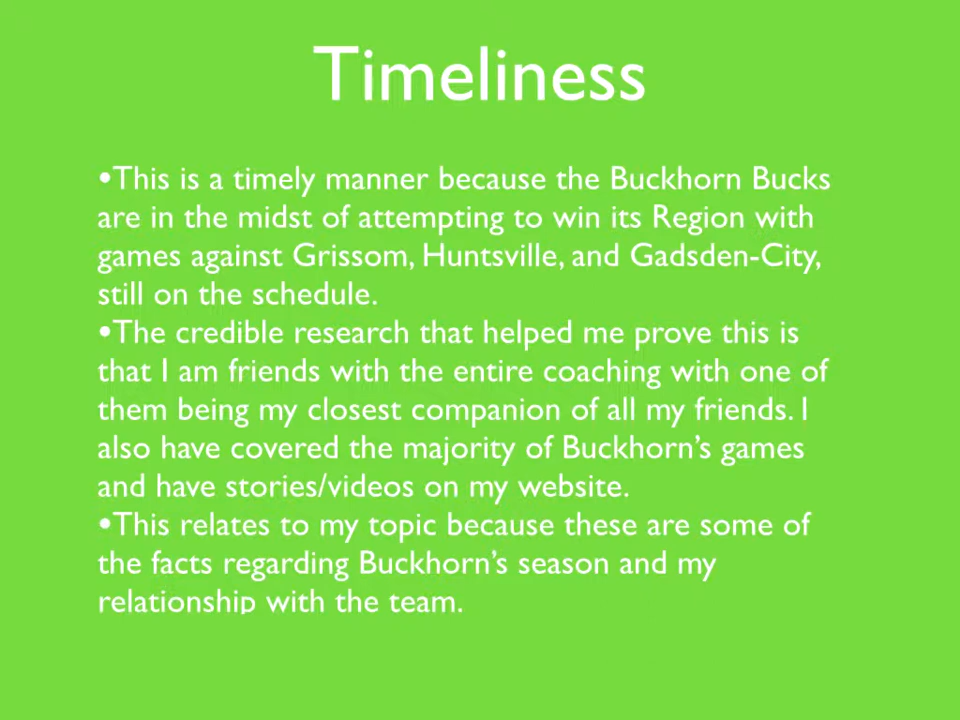 Timeliness
•This is a timely manner because the Buckhorn Bucks
are in the midst of attempting to win its Region with
games against Grissom, Huntsville, and Gadsden-City,
still on the schedule.
•The credible research that helped me prove this is
that I am friends with the entire coaching with one of
them being my closest companion of all my friends. I
also have covered the majority of Buckhorn’s games
and have stories/videos on my website.
•This relates to my topic because these are some of
the facts regarding Buckhorn’s season and my
relationship with the team.